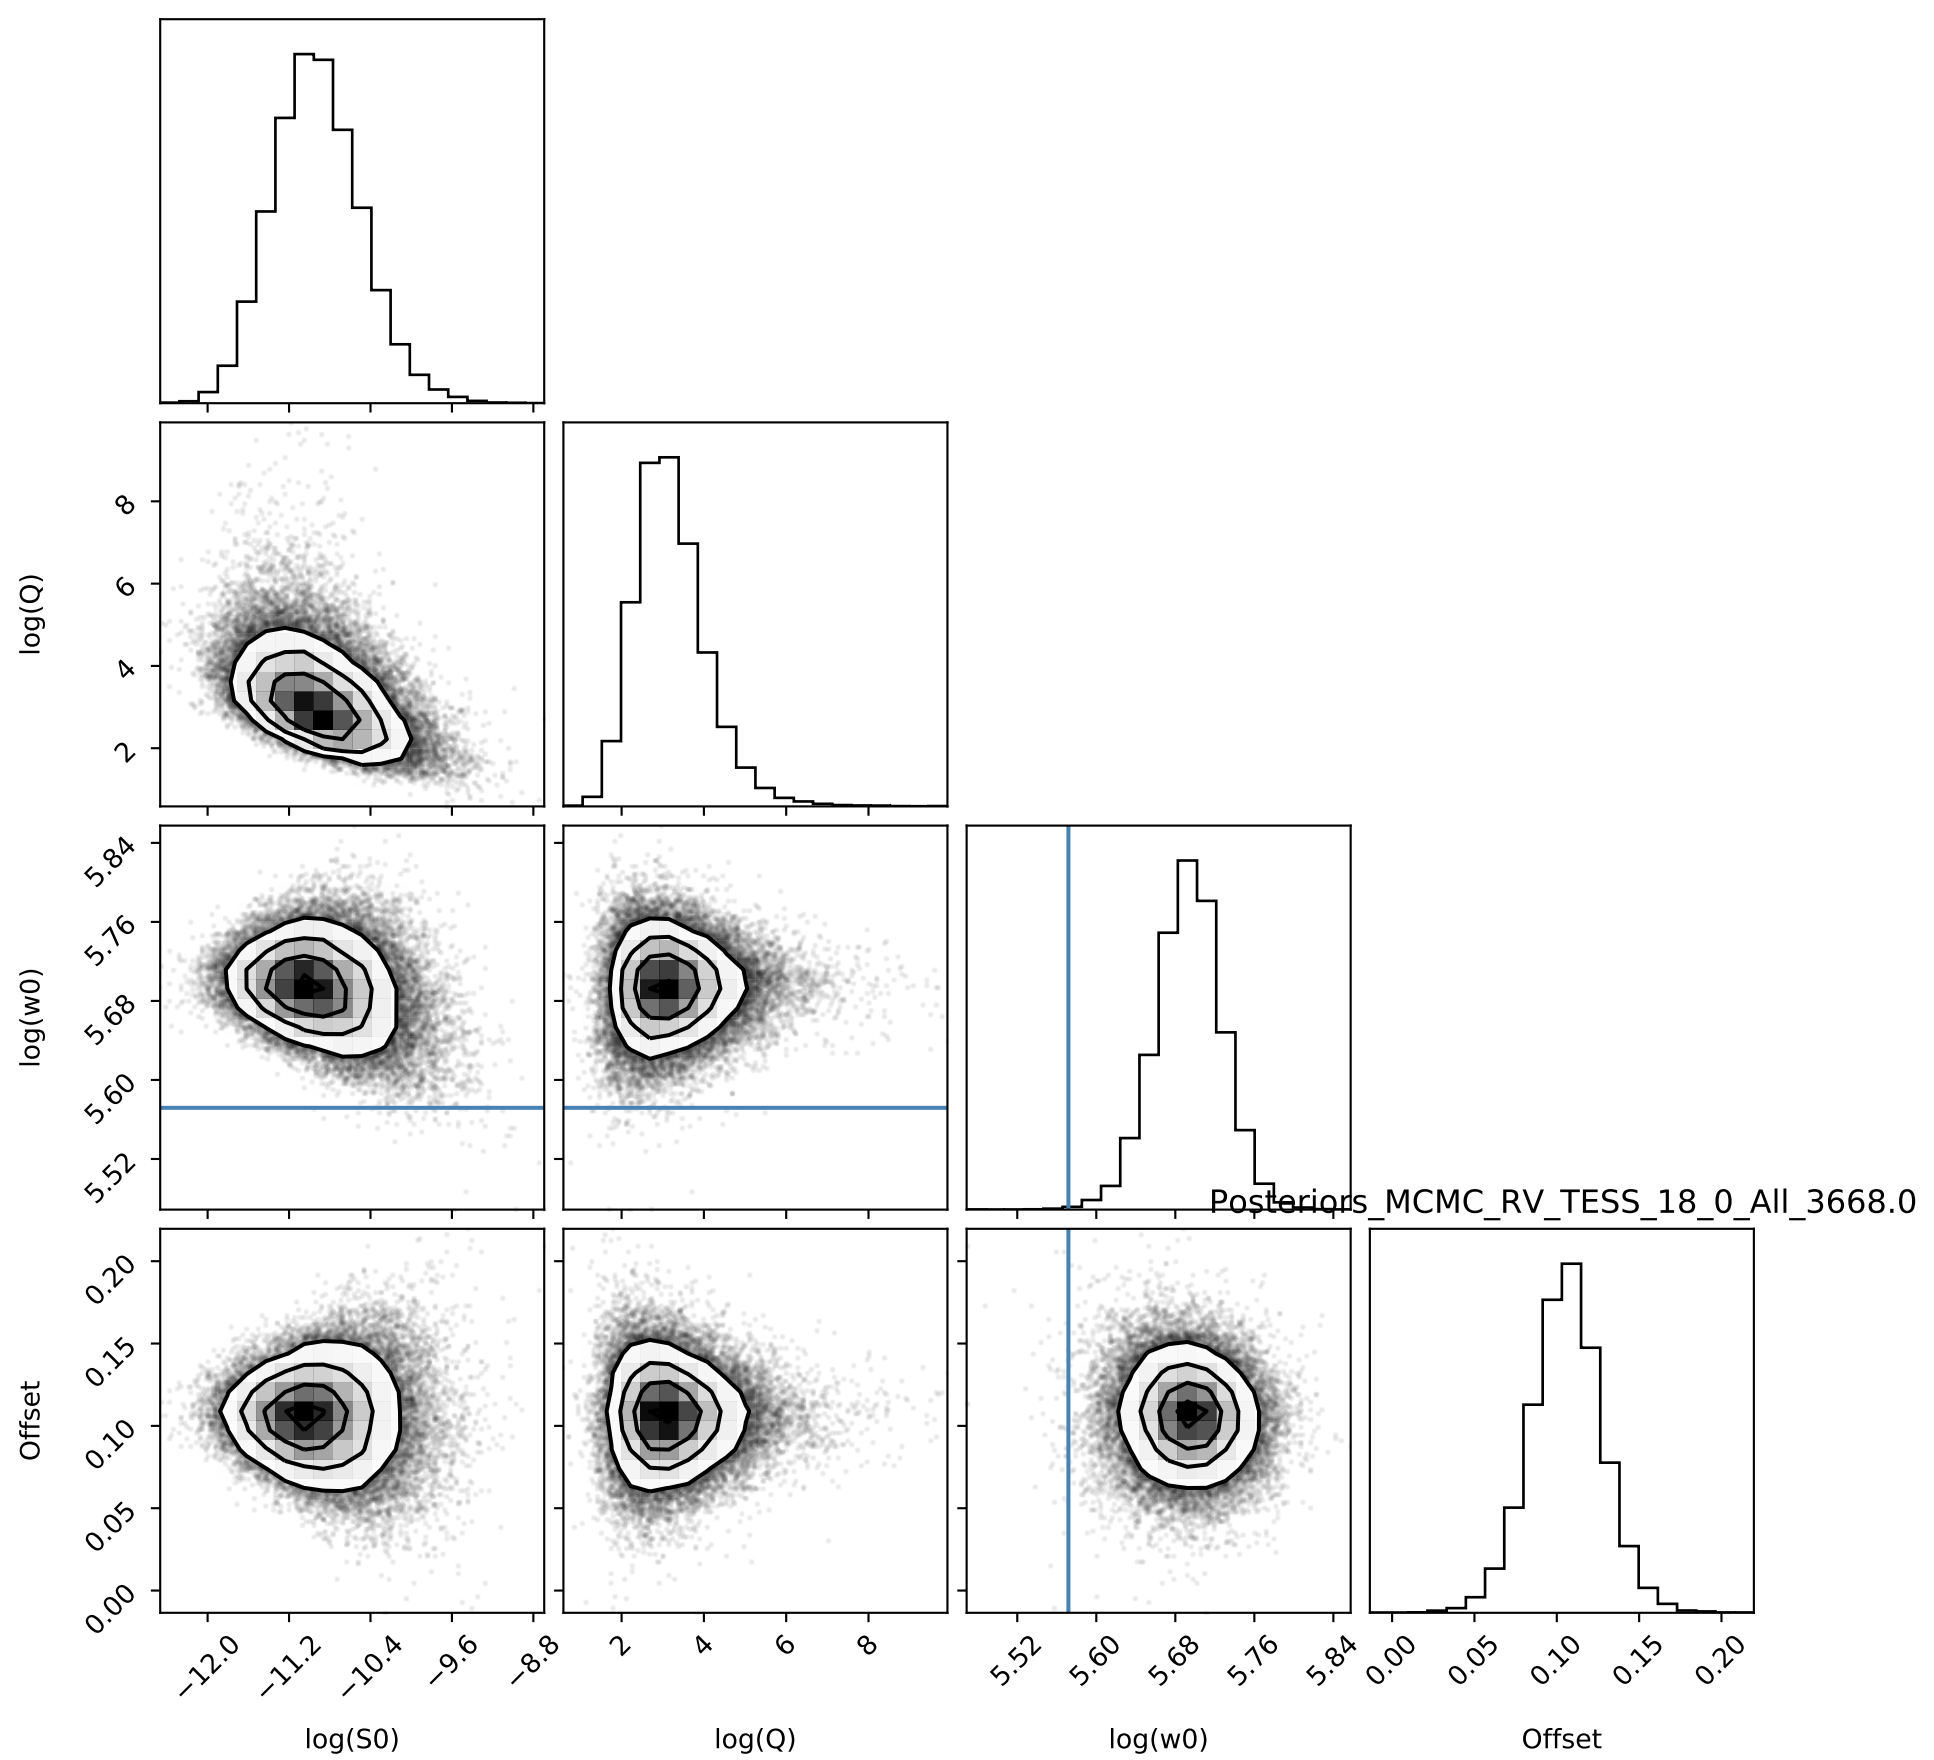 8
6
4
2
log(Q)
5.84
5.76
5.68
5.60
5.52
log(w0)
Posteriors_MCMC_RV_TESS_18_0_All_3668.0
0.20
0.15
0.10
0.05
0.00
Offset
−12.0 −11.2 −10.4 −9.6 −8.8
2 4 6 8
5.52 5.60 5.68 5.76 5.84
0.00 0.05 0.10 0.15 0.20
log(S0) log(Q) log(w0) Offset